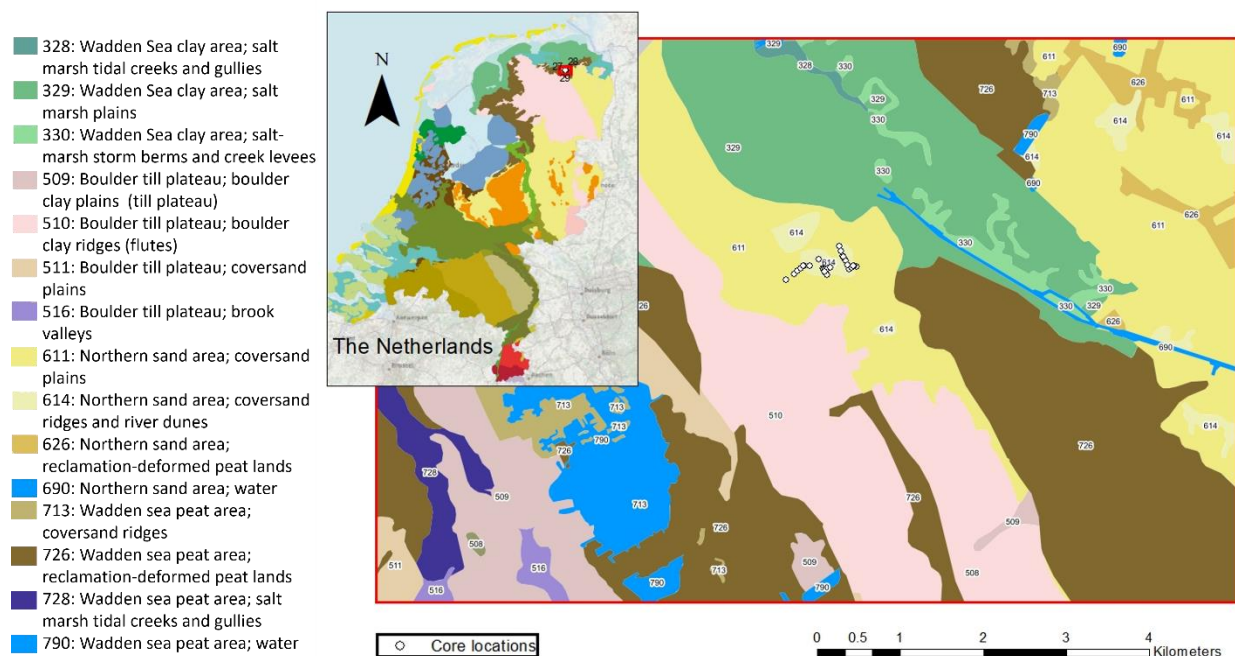 328: Wadden Sea clay area; salt
marsh tidal creeks and gullies
329: Wadden Sea clay area; salt
marsh plains
330: Wadden Sea clay area; salt-
marsh storm berms and creek levees
509: Boulder till plateau; boulder
clay plains (till plateau)
510: Boulder till plateau; boulder
clay ridges (flutes)
511: Boulder till plateau; coversand
plains
516: Boulder till plateau; brook
valleys
611: Northern sand area; coversand
plains
614: Northern sand area; coversand
ridges and river dunes
626: Northern sand area;
reclamation-deformed peat lands
690: Northern sand area; water
713: Wadden sea peat area;
coversand ridges
726: Wadden sea peat area;
reclamation-deformed peat lands
728: Wadden sea peat area; salt
marsh tidal creeks and gullies
790: Wadden sea peat area; water
N
27 28
29
The Netherlands
329
328
330
329
330
726
611
690
626
713
611
614
614
790
329
330
614
690
611
626
611
614
330
614
614
330
329
690
626
614
726
614
713
713
713
790
726
510
728
509
713
726
726
509
508
726
511
516
516
790
713
509
790
508
Core locations
0 0.5 1 2 3 4
Kilometers